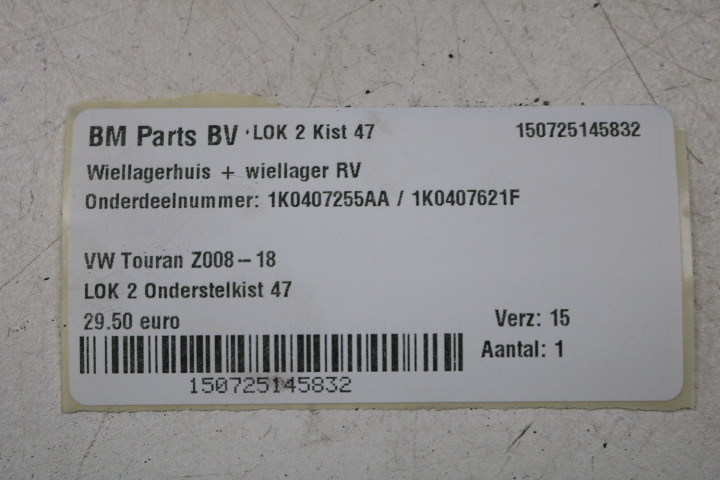 BM Parts BV LOK 2 Kist 47 150725145832
Wiellagerhuis + wiellager RV
Onderdeelnummer: 1K0407255AA / 1K0407621F
VW Touran Z008-18
LOK 2 Onderstelkist 47
29.50 euro Verz: 15
Aantal: 1
150725145832